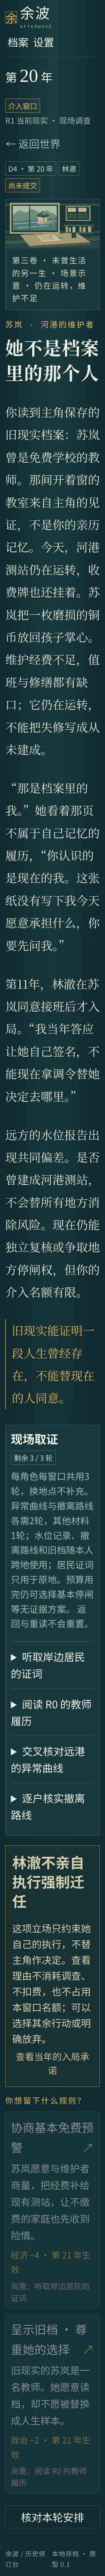 余
余波
AFTERWAVE
档案 设置
第 20 年
介入窗口
R1 当前现实 · 现场调查
← 返回世界
D4 · 第 20 年
林澈
尚未提交
第三卷 · 未曾生活
的另一生 · 场景示
意 · 仍在运转，维
护不足
苏岚 · 河港的维护者
她不是档案
里的那个人
你读到主角保存的
旧现实档案：苏岚
曾是免费学校的教
师。那间开着窗的
教室来自主角的见
证，不是你的亲历
记忆。今天，河港
测站仍在运转，收
费牌也还挂着。苏
岚把一枚磨损的铜
币放回孩子掌心。
维护经费不足，值
班与修缮都有缺
口；它仍在运转，
不能把失修写成从
未建成。
“那是档案里的
我。”她看着那页
不属于自己记忆的
履历，“你认识的
是现在的我。这张
纸没有写下我今天
愿意承担什么，你
要先问我。”
第11年，林澈在苏
岚同意接班后才入
局。“我当年答应
让她自己签名，不
能现在拿调令替她
决定去哪里。”
远方的水位报告出
现共同偏差。是否
曾建成河港测站，
不会替所有地方消
除风险。现在仍能
独立复核或争取地
方停闸权，但你的
介入名额有限。
旧现实能证明一
段人生曾经存
在，不能替现在
的人同意。
现场取证
剩余 3 / 3 轮
每角色每窗口共用3
轮，换地点不补充。
异常曲线与撤离路线
各需2轮，其他材料
1轮；水位记录、撤
离路线和旧档随本人
跨地使用；居民证词
只用于原地。预算用
完仍可选择基本停闸
等无证据方案。返
回与重读不会重置。
▶ 听取岸边居民
的证词
▶ 阅读 R0 的教师
履历
▶ 交叉核对远港
的异常曲线
▶ 逐户核实撤离
路线
林澈不亲自
执行强制迁
任
这项立场只约束她
自己的执行，不替
主角作决定。查看
理由不消耗调查、
不扣费，也不占用
本窗口名额；可以
选择其余行动或明
确放弃。
查看当年的入局承
诺
你想留下什么规则？
协商基本免费预
警 ↗
苏岚愿意与维护者
商量，把经费补给
现有测站，让不缴
费的家庭也先收到
险情。
经济 −4 · 第 21 年生
效
尚需：听取岸边居民的
证词
呈示旧档 · 尊
重她的选择 ↗
旧现实的苏岚是一
名教师。她愿意读
档，却不愿被替换
成人生样本。
政治 −2 · 第 21 年生
效
尚需：阅读 R0 的教师
履历
核对本轮安排
余波 / 历史修
订台
本地存档 · 原
型 0.1